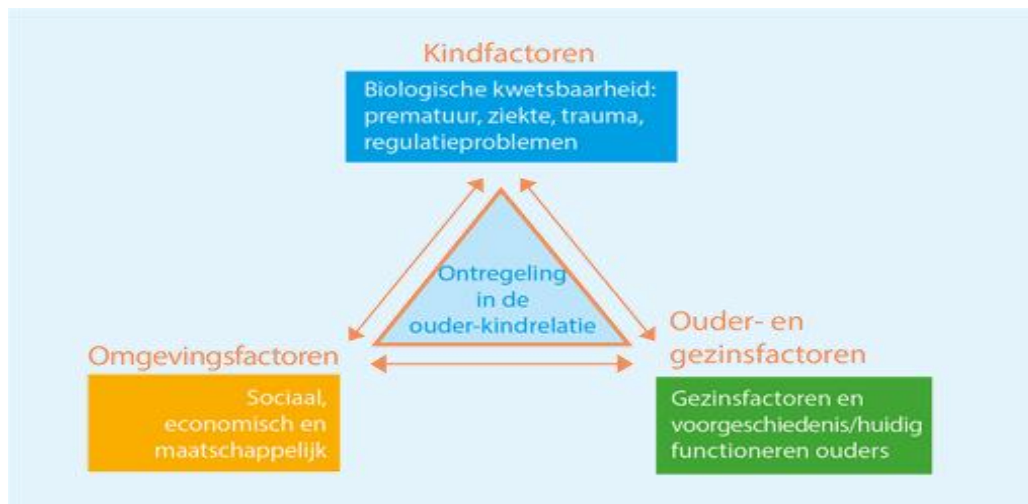 Kindfactoren
Biologische kwetsbaarheid:
prematuur, ziekte, trauma,
regulatieproblemen
Ontregeling
in de
ouder-kindrelatie
Omgevingsfactoren
Sociaal,
economisch en
maatschappelijk
Ouder- en
gezinsfactoren
Gezinsfactoren en
voorgeschiedenis/huidig
functioneren ouders